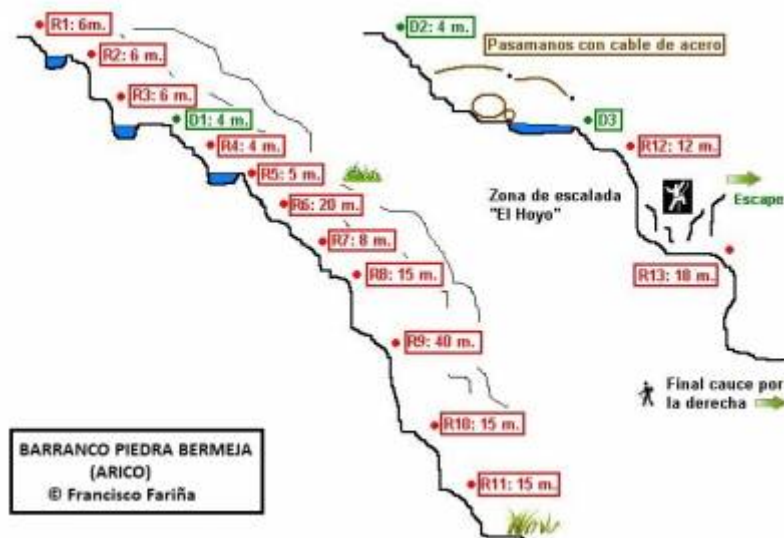 R1: 6m.
R2: 6 m.
R3: 6 m.
D1: 4 m.
R4: 4 m.
R5: 5 m.
R6: 20 m.
R7: 8 m.
R8: 15 m.
R9: 40 m.
R10: 15 m.
R11: 15 m.
BARRANCO PIEDRA BERMEJA
(ARICO)
© Francisco Fariña
D2: 4 m.
Pasamanos con cable de acero
D3
R12: 12 m.
Zona de escalada
"El Hoyo"
Escape
R13: 18 m.
Final cauce por
la derecha